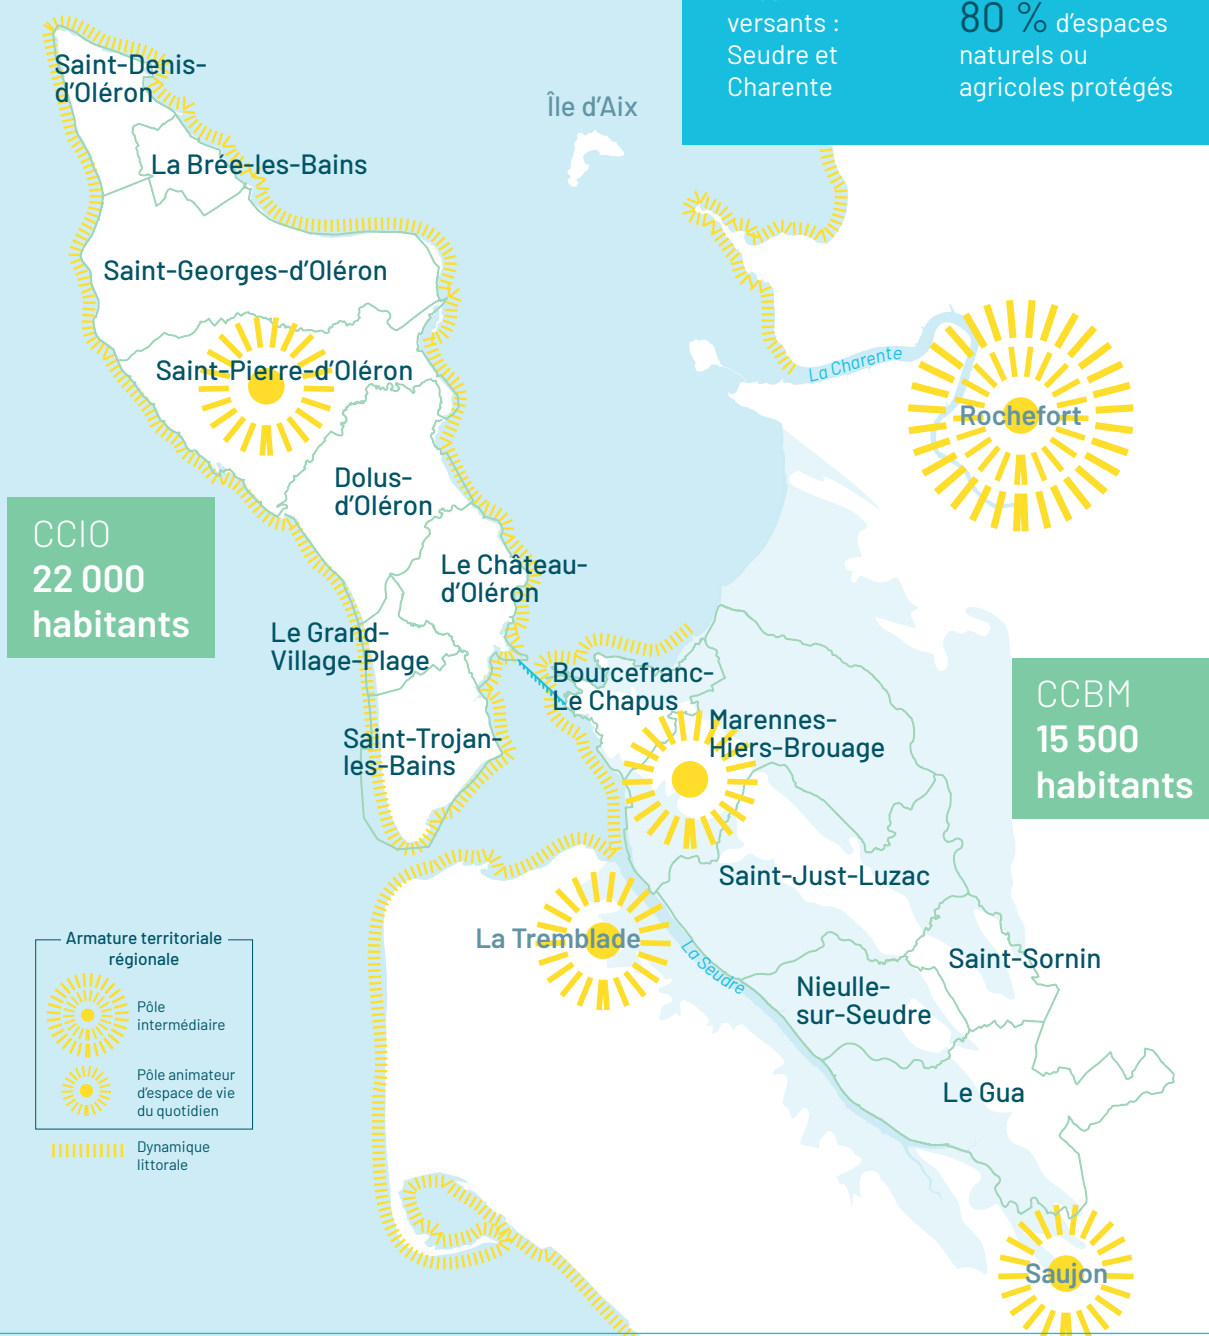 versants :
Seudre et
Charente
80 % d'espaces
naturels ou
agricoles protégés
Saint-Denis-
d'Oléron
Île d'Aix
La Brée-les-Bains
Saint-Georges-d'Oléron
Saint-Pierre-d'Oléron
La Charente
Rochefort
Dolus-
d'Oléron
CCIO
22 000
habitants
Le Château-
d'Oléron
Le Grand-
Village-Plage
Bourcefranc-
Le Chapus
CCBM
15 500
habitants
Marennes-
Hiers-Brouage
Saint-Trojan-
les-Bains
Saint-Just-Luzac
La Tremblade
La Seudre
Saint-Sornin
Nieulle-
sur-Seudre
Le Gua
Saujon
Armature territoriale
régionale
Pôle
intermédiaire
Pôle animateur
d'espace de vie
du quotidien
Dynamique
littorale